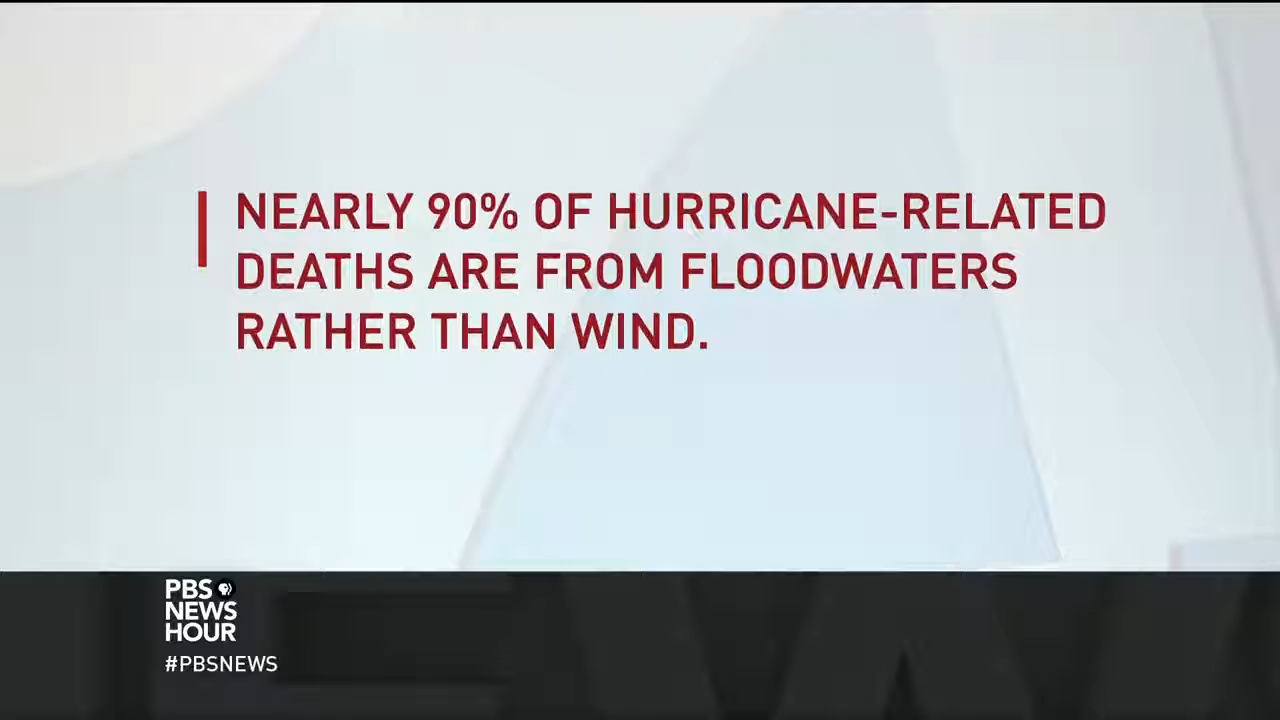 NEARLY 90% OF HURRICANE-RELATED
DEATHS ARE FROM FLOODWATERS
RATHER THAN WIND.
PBS
NEWS
HOUR
#PBSNEWS